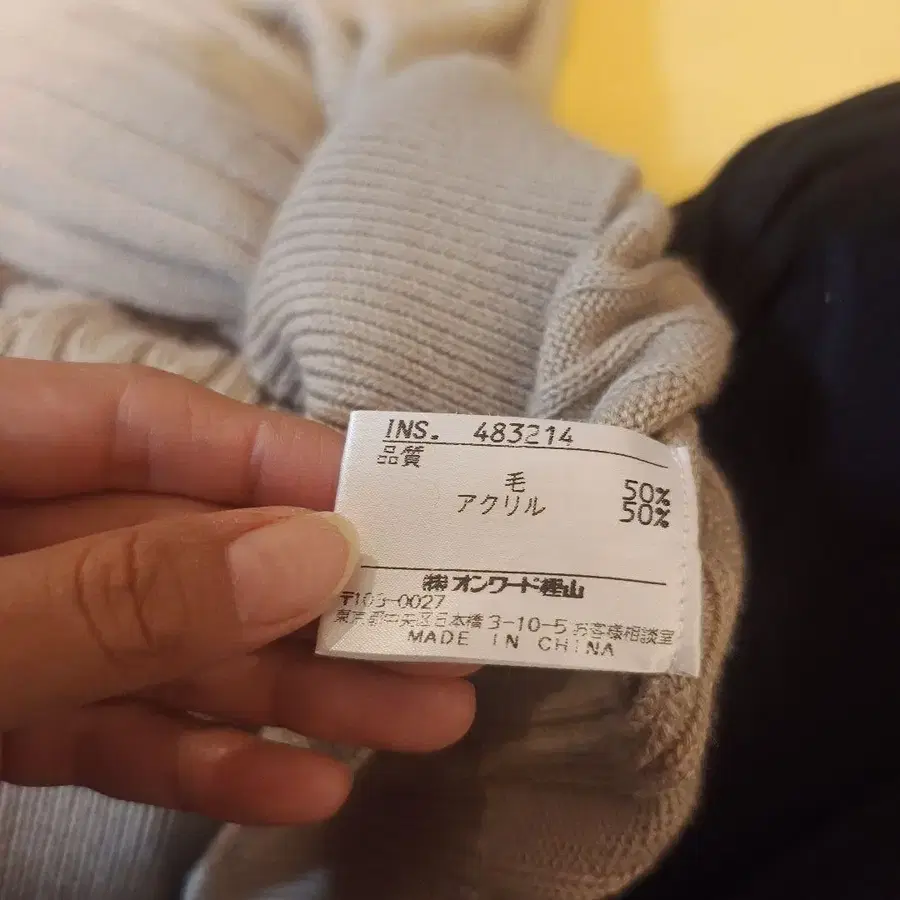 INS. 483214
品質
毛 50%
アクリル 50%
㈱オンワード樫山
〒103-0027
東京都中央区日本橋3-10-5お客様相談室
MADE IN CHINA